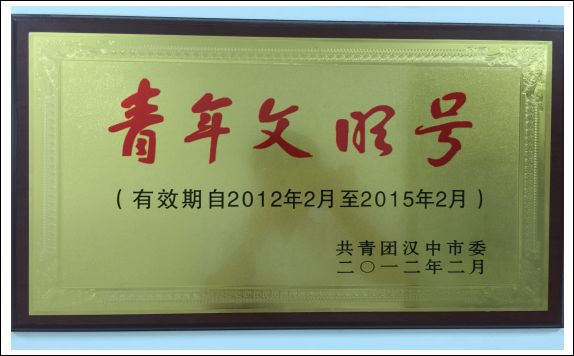 青年文明号
（有效期自2012年2月至2015年2月）
共青团汉中市委
二〇一二年二月